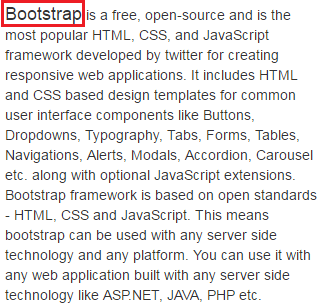 Bootstrap is a free, open-source and is the
most popular HTML, CSS, and JavaScript
framework developed by twitter for creating
responsive web applications. It includes HTML
and CSS based design templates for common
user interface components like Buttons,
Dropdowns, Typography, Tabs, Forms, Tables,
Navigations, Alerts, Modals, Accordion, Carousel
etc. along with optional JavaScript extensions.
Bootstrap framework is based on open standards
- HTML, CSS and JavaScript. This means
bootstrap can be used with any server side
technology and any platform. You can use it with
any web application built with any server side
technology like ASP.NET, JAVA, PHP etc.